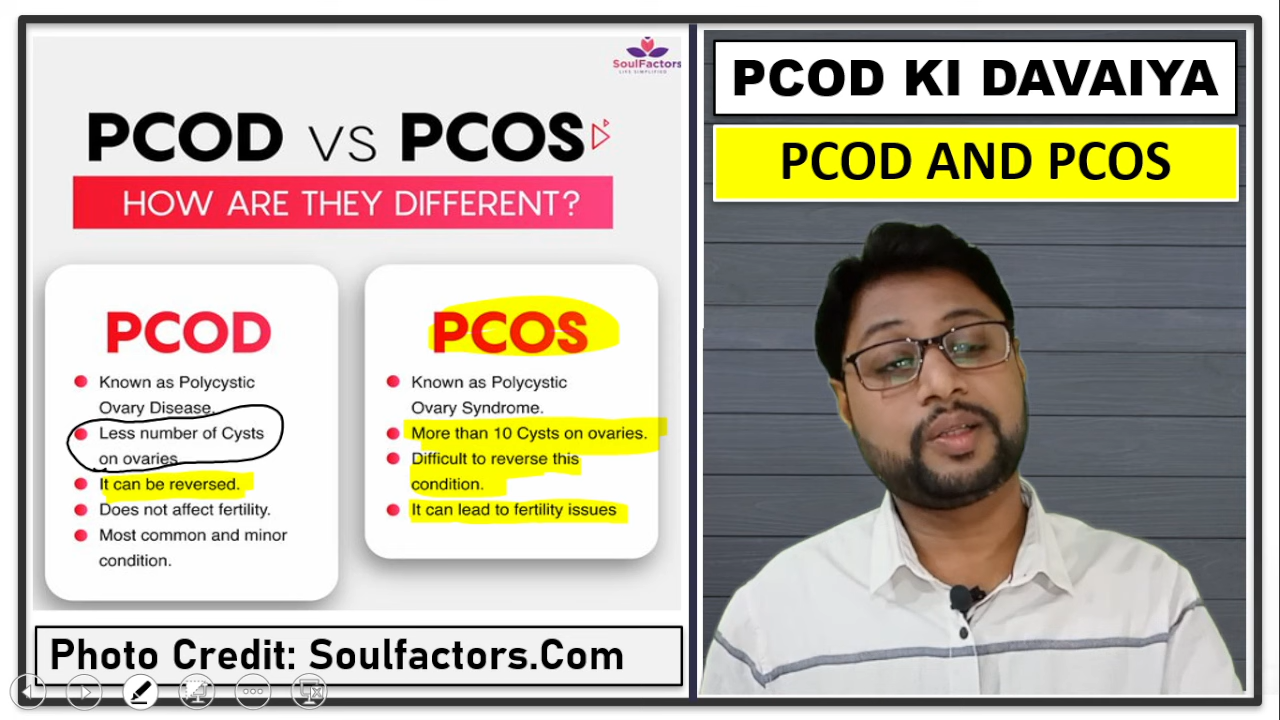 SoulFactors
LIFE SIMPLIFIED
PCOD VS PCOS
HOW ARE THEY DIFFERENT?
PCOD
Known as Polycystic
Ovary Disease.
Less number of Cysts
on ovaries
It can be reversed.
Does not affect fertility.
Most common and minor
condition.
PCOS
Known as Polycystic
Ovary Syndrome.
More than 10 Cysts on ovaries.
Difficult to reverse this
condition.
It can lead to fertility issues
Photo Credit: Soulfactors.Com
PCOD KI DAVAIYA
PCOD AND PCOS